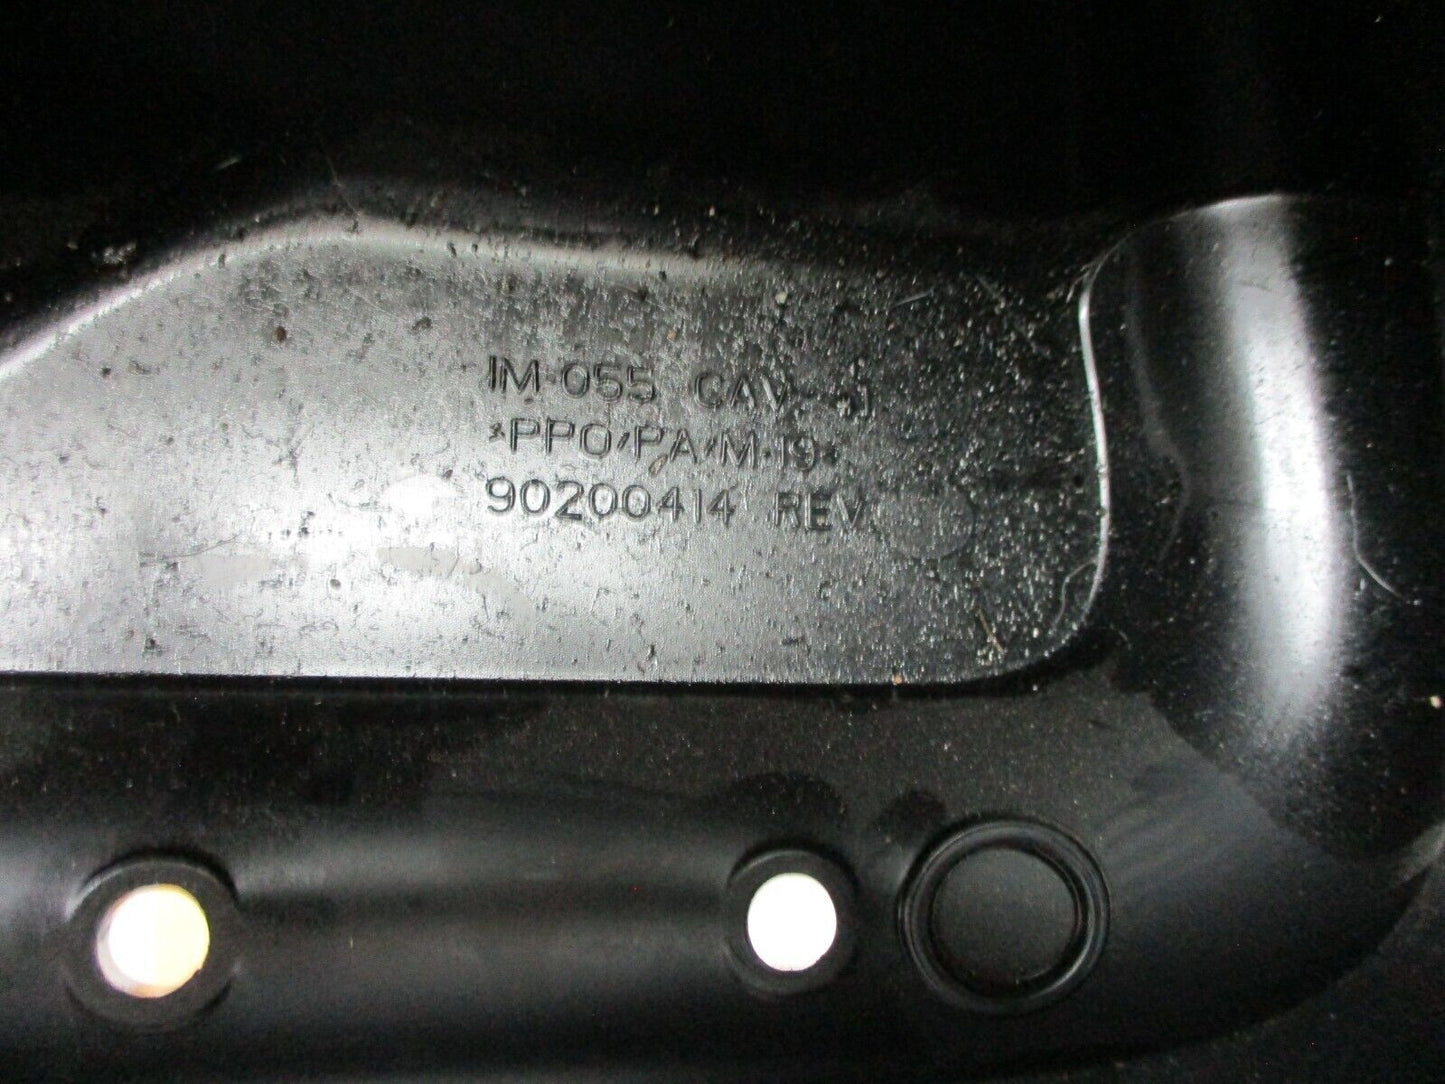 IM-055 CAV-
PPO/PA/M-19
90200414 REV